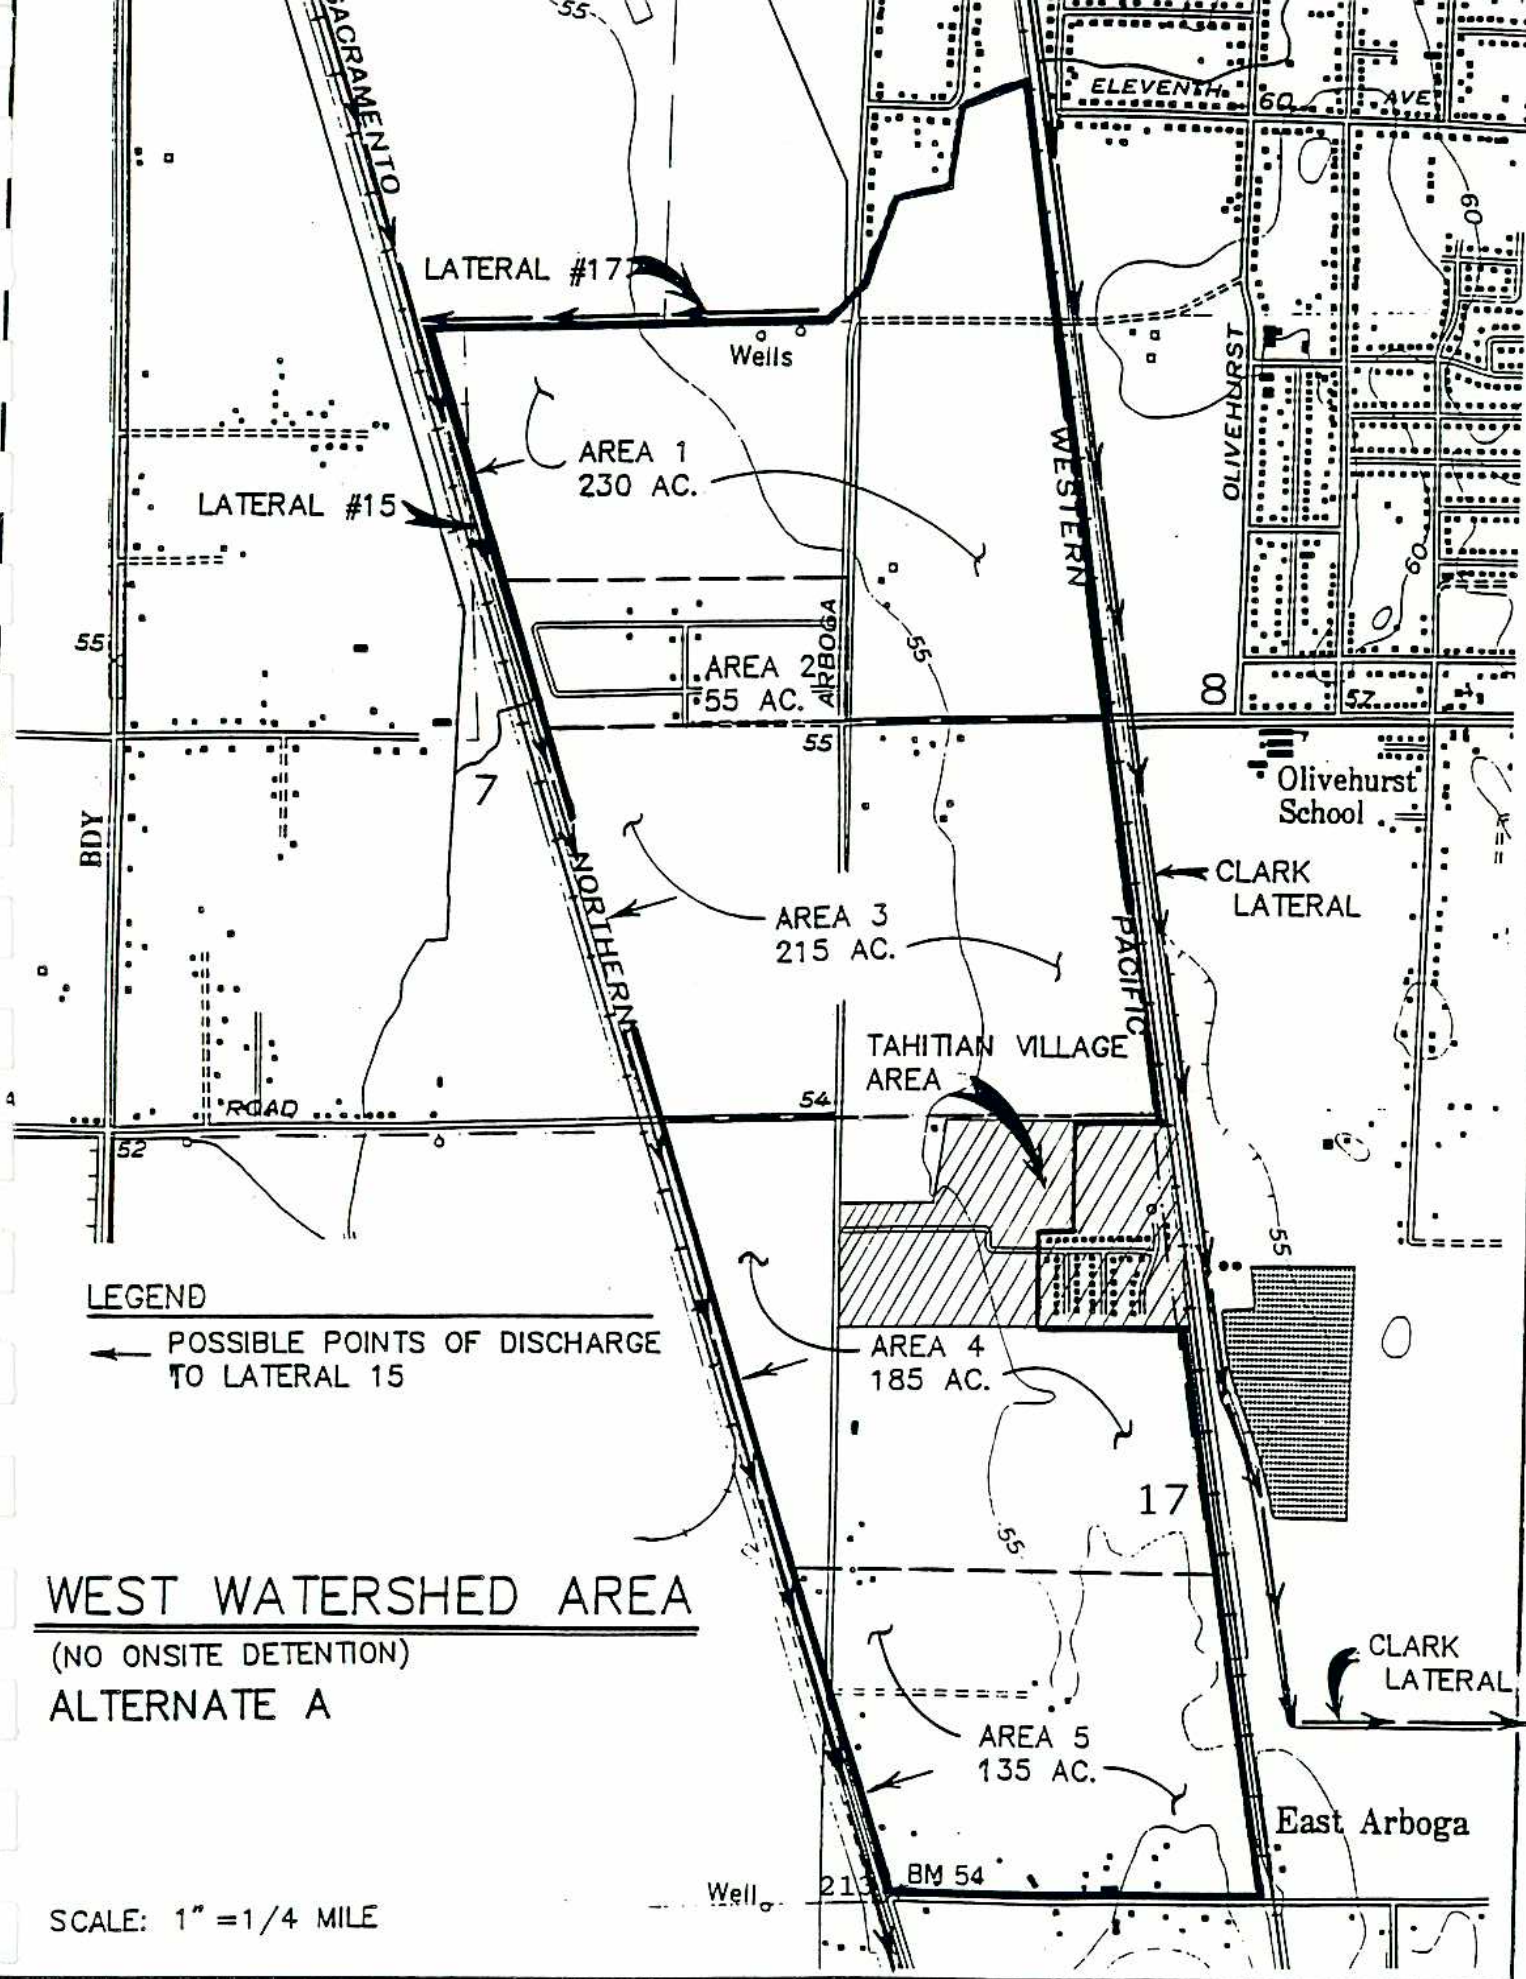 55
SACRAMENTO
ELEVENTH
60
AVE
60
LATERAL #17
Wells
OLIVEHURST
AREA 1
230 AC.
WESTERN
LATERAL #15
60
ARBOGA
55
55
AREA 2
55 AC.
8
57
55
7
Olivehurst
School
BDY
NORTHERN
CLARK
LATERAL
AREA 3
215 AC.
PACIFIC
TAHITIAN VILLAGE
AREA
54
ROAD
52
55
LEGEND
POSSIBLE POINTS OF DISCHARGE
TO LATERAL 15
AREA 4
185 AC.
17
55
WEST WATERSHED AREA
(NO ONSITE DETENTION)
ALTERNATE A
CLARK
LATERAL
AREA 5
135 AC.
East Arboga
BM 54
Well
213
SCALE: 1" =1/4 MILE